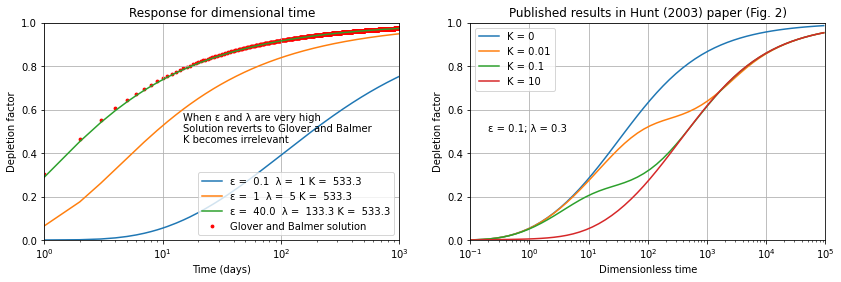 Response for dimensional time
Depletion factor
1.0
0.8
0.6
0.4
0.2
0.0
When ε and λ are very high
Solution reverts to Glover and Balmer
K becomes irrelevant
ε = 0.1 λ = 1 K = 533.3
ε = 1 λ = 5 K = 533.3
ε = 40.0 λ = 133.3 K = 533.3
Glover and Balmer solution
10^0 10^1 10^2 10^3
Time (days)
Published results in Hunt (2003) paper (Fig. 2)
Depletion factor
1.0
0.8
0.6
0.4
0.2
0.0
K = 0
K = 0.01
K = 0.1
K = 10
ε = 0.1; λ = 0.3
10^-1 10^0 10^1 10^2 10^3 10^4 10^5
Dimensionless time